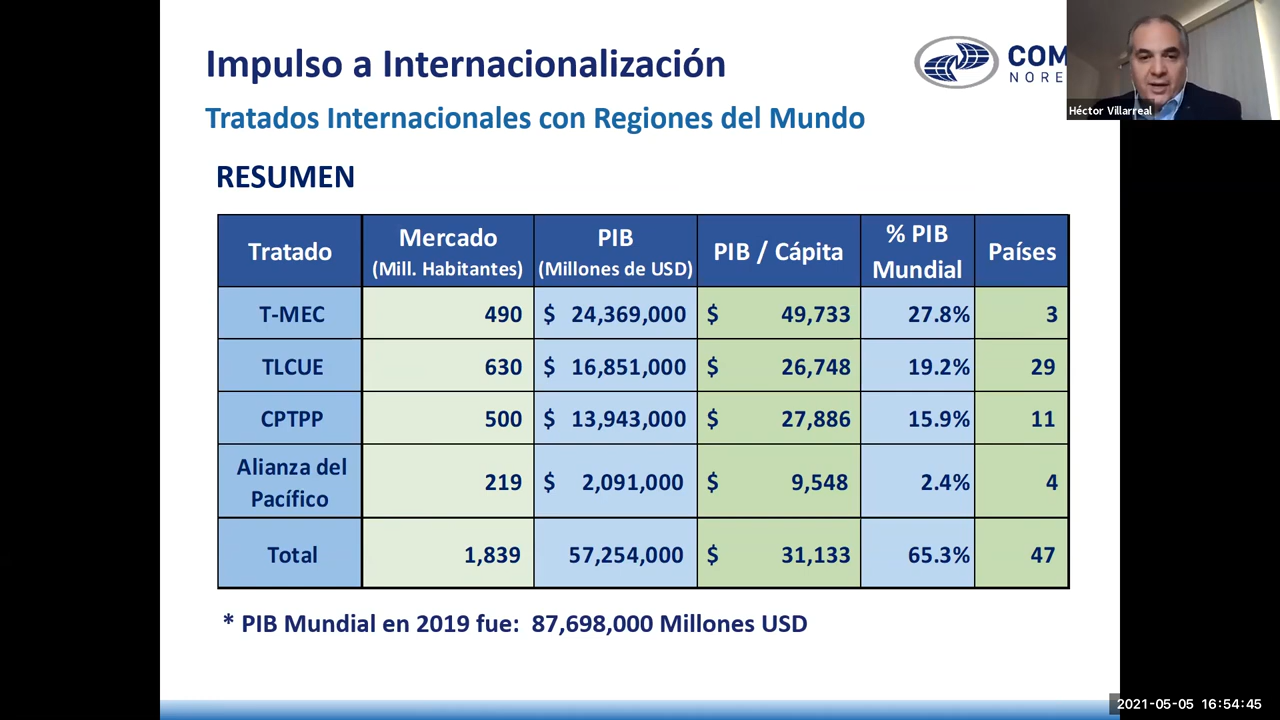 Impulso a Internacionalización
COM
NORE
Héctor Villarreal
Tratados Internacionales con Regiones del Mundo
RESUMEN
Tratado
Mercado
(Mill. Habitantes)
PIB
(Millones de USD)
PIB / Cápita
% PIB
Mundial
Países
T-MEC 490 $ 24,369,000 $ 49,733 27.8% 3
TLCUE 630 $ 16,851,000 $ 26,748 19.2% 29
CPTPP 500 $ 13,943,000 $ 27,886 15.9% 11
Alianza del
Pacífico 219 $ 2,091,000 $ 9,548 2.4% 4
Total 1,839 57,254,000 $ 31,133 65.3% 47
* PIB Mundial en 2019 fue: 87,698,000 Millones USD
2021-05-05 16:54:45